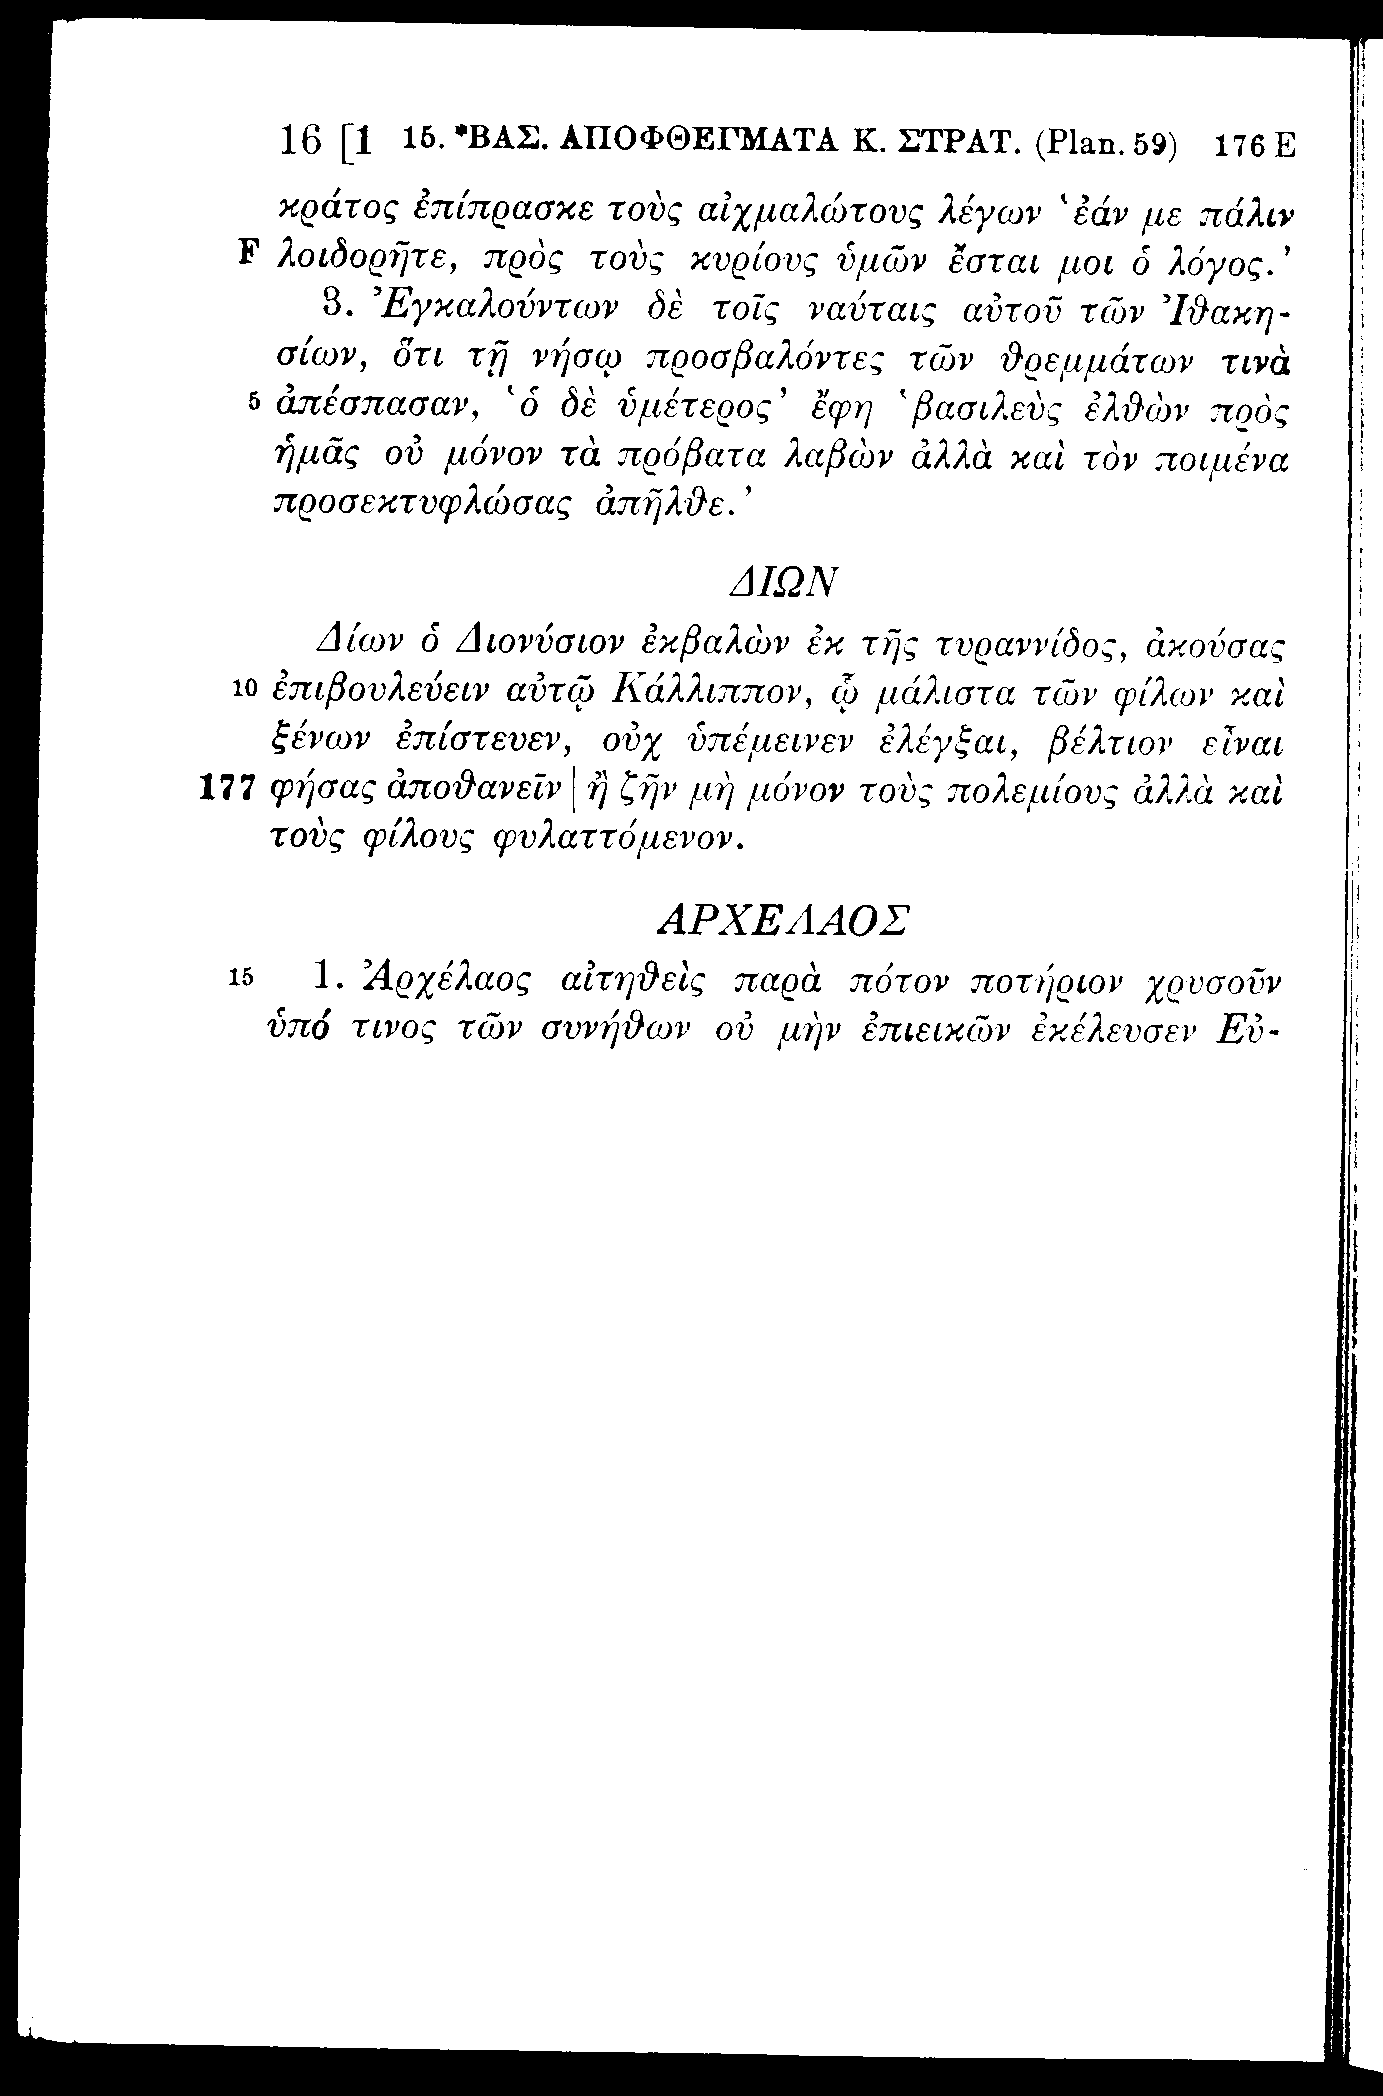 16 [1 15. *ΒΑΣ. ΑΠΟΦΘΕΓΜΑΤΑ Κ. ΣΤΡΑΤ. (Plan. 59) 176 E
κράτος ἐπίπρασκε τοὺς αἰχμαλώτους λέγων ‛ἐάν με πάλιν
F λοιδορῆτε, πρὸς τοὺς κυρίους ὑμῶν ἔσται μοι ὁ λόγος.’
3. Ἐγκαλούντων δὲ τοῖς ναύταις αὐτοῦ τῶν Ἰθακη-
σίων, ὅτι τῇ νήσῳ προσβαλόντες τῶν θρεμμάτων τινὰ
5 ἀπέσπασαν, ‛ὁ δὲ ὑμέτερος’ ἔφη ‛βασιλεὺς ἐλθὼν πρὸς
ἡμᾶς οὐ μόνον τὰ πρόβατα λαβὼν ἀλλὰ καὶ τὸν ποιμένα
προσεκτυφλώσας ἀπῆλθε.’
ΔΙΩΝ
Δίων ὁ Διονύσιον ἐκβαλὼν ἐκ τῆς τυραννίδος, ἀκούσας
10 ἐπιβουλεύειν αὐτῷ Κάλλιππον, ᾧ μάλιστα τῶν φίλων καὶ
ξένων ἐπίστευεν, οὐχ ὑπέμεινεν ἐλέγξαι, βέλτιον εἶναι
177 φήσας ἀποθανεῖν | ἢ ζῆν μὴ μόνον τοὺς πολεμίους ἀλλὰ καὶ
τοὺς φίλους φυλαττόμενον.
ΑΡΧΕΛΑΟΣ
15 1. Ἀρχέλαος αἰτηθεὶς παρὰ πότον ποτήριον χρυσοῦν
ὑπό τινος τῶν συνήθων οὐ μὴν ἐπιεικῶν ἐκέλευσεν Εὐ-